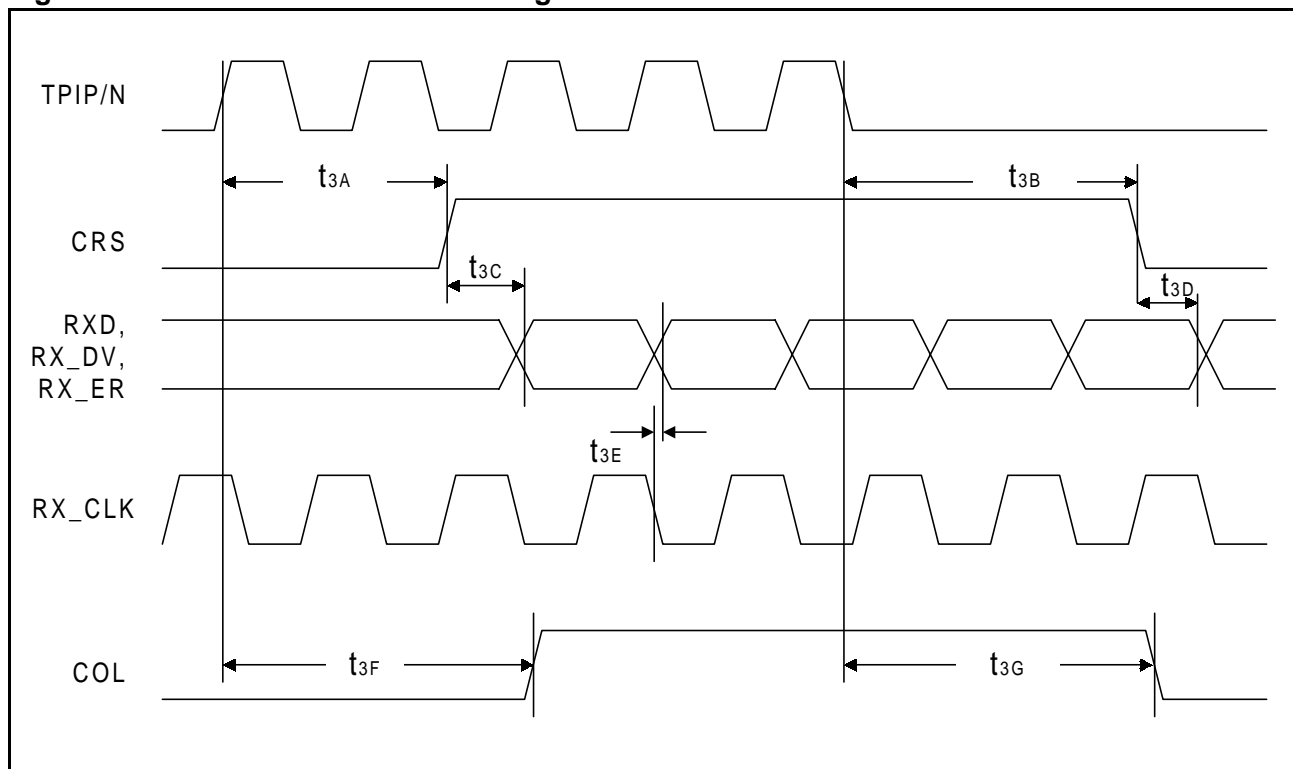 TPIP/N
t3A
t3B
CRS
t3C
t3D
RXD,
RX_DV,
RX_ER
t3E
RX_CLK
t3F
t3G
COL